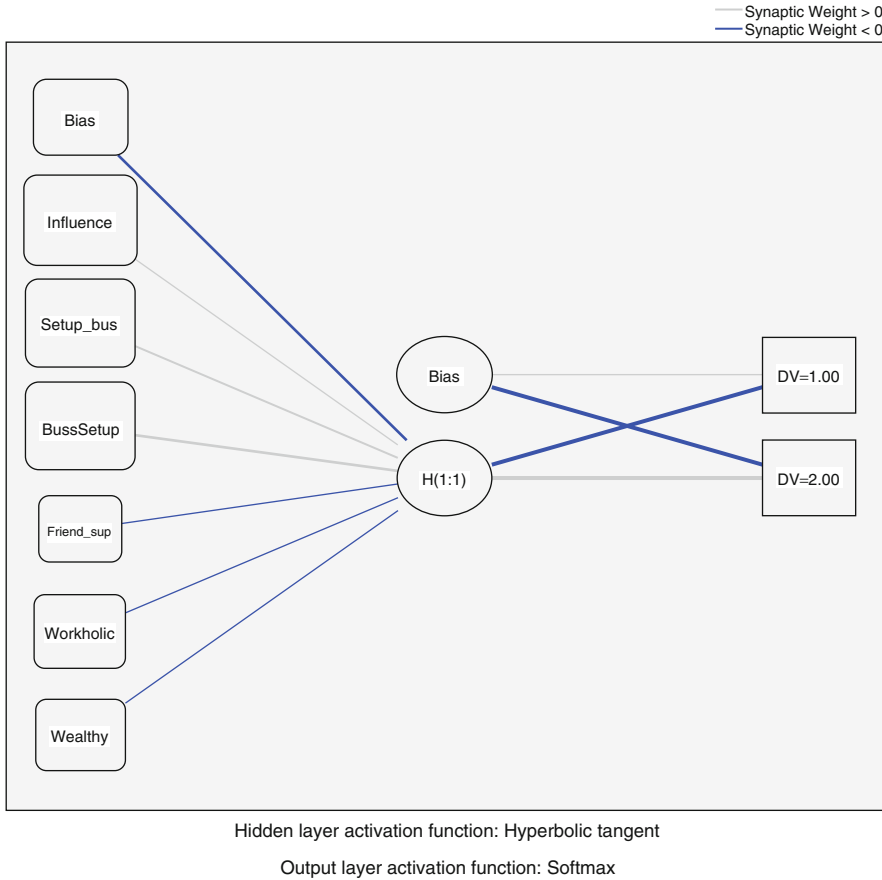 Synaptic Weight > 0
Synaptic Weight < 0
Bias
Influence
Setup_bus
BussSetup
Friend_sup
Workholic
Wealthy
Bias
H(1:1)
DV=1.00
DV=2.00
Hidden layer activation function: Hyperbolic tangent
Output layer activation function: Softmax